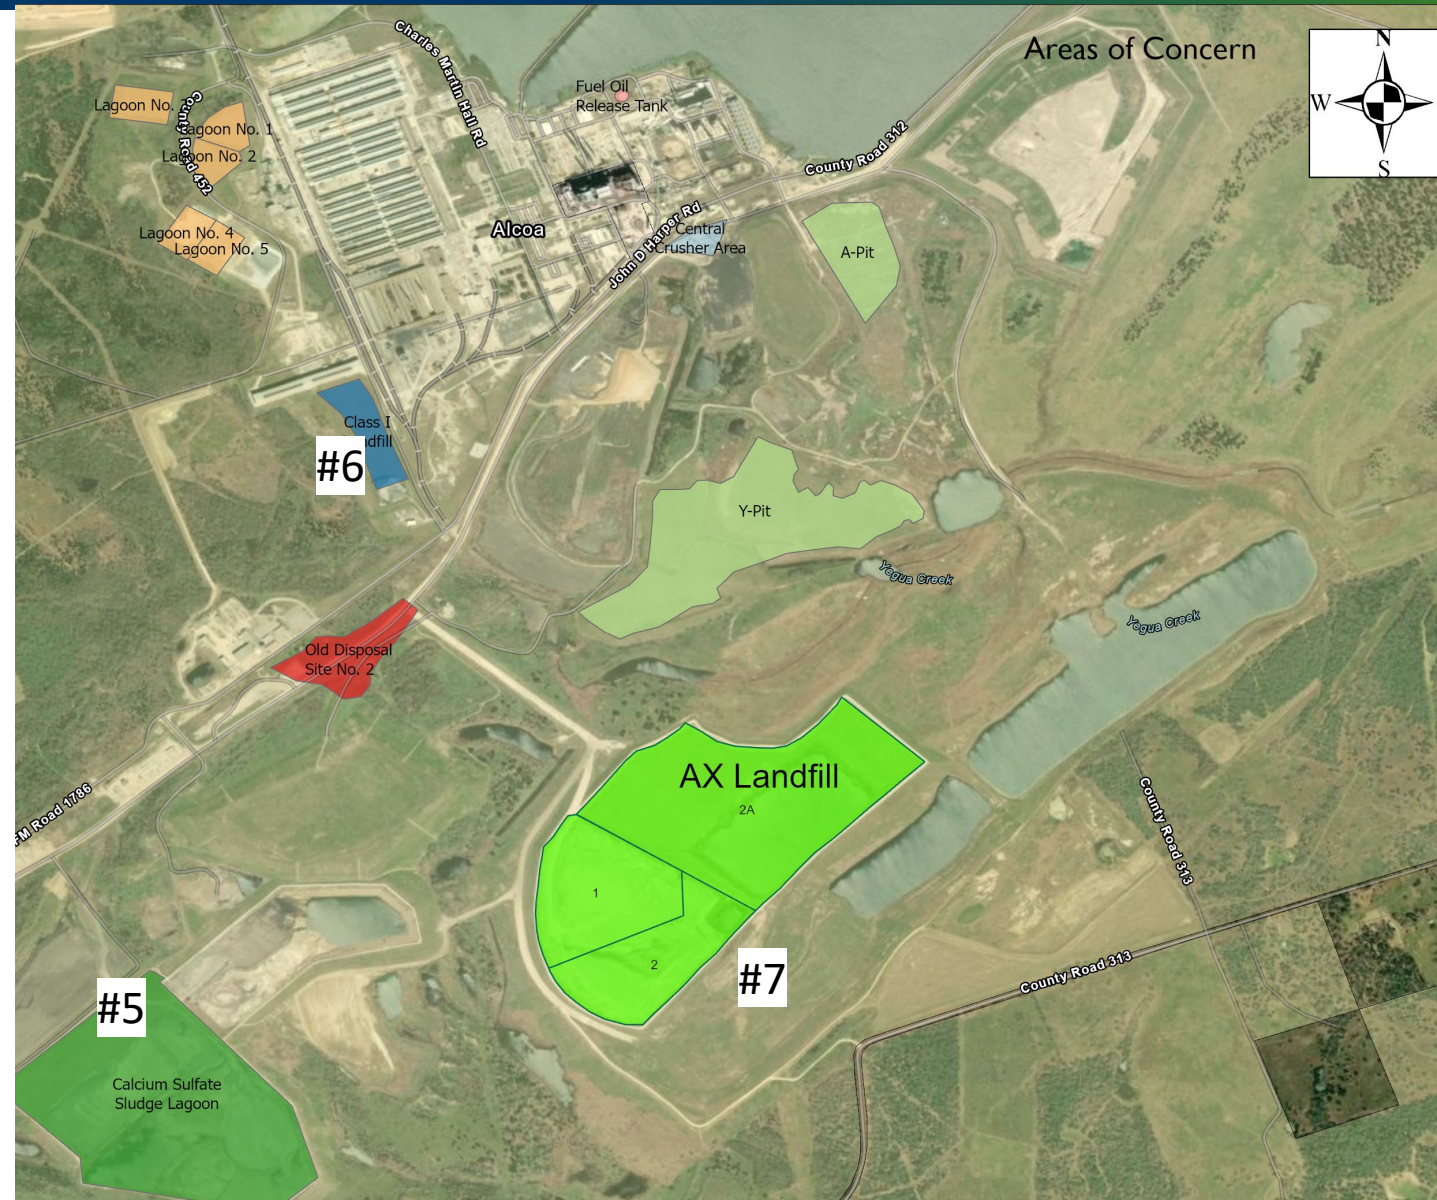 Areas of Concern
N
W
S
Charles Martin Hall Rd
Fuel Oil
Release Tank
Lagoon No.
County Road 452
Lagoon No. 1
Lagoon No. 2
County Road 312
Lagoon No. 4
Lagoon No. 5
Alcoa
John D Harper Rd
Central
Crusher Area
A-Pit
Class I
dfill
#6
Y-Pit
Yegua Creek
Yegua Creek
Old Disposal
Site No. 2
AX Landfill
2A
FM Road 1786
County Road 313
1
2
#7
County Road 313
#5
Calcium Sulfate
Sludge Lagoon